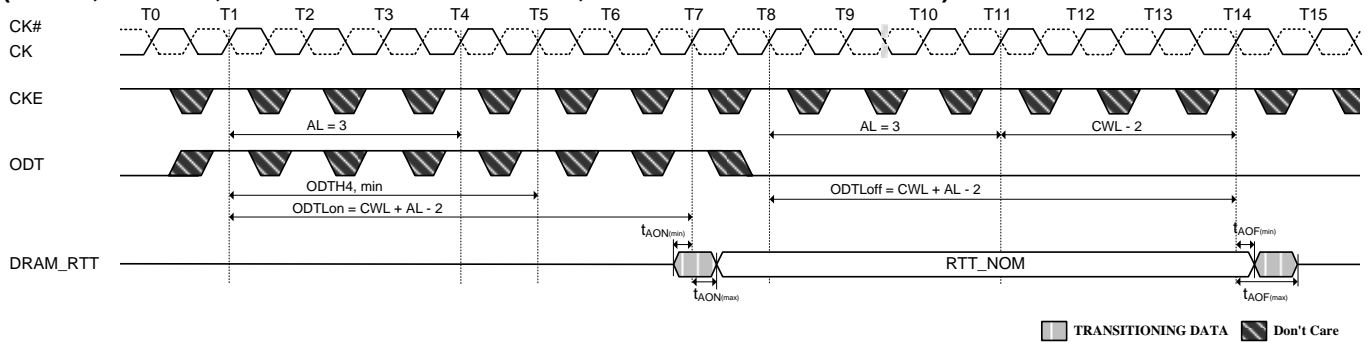 T0 T1 T2 T3 T4 T5 T6 T7 T8 T9 T10 T11 T12 T13 T14 T15
CK#
CK
CKE
AL = 3 AL = 3 CWL - 2
ODT
ODTH4, min ODTLoff = CWL + AL - 2
ODTLon = CWL + AL - 2
tAON(min) tAOF(min)
DRAM_RTT RTT_NOM
tAON(max) tAOF(max)
TRANSITIONING DATA Don't Care